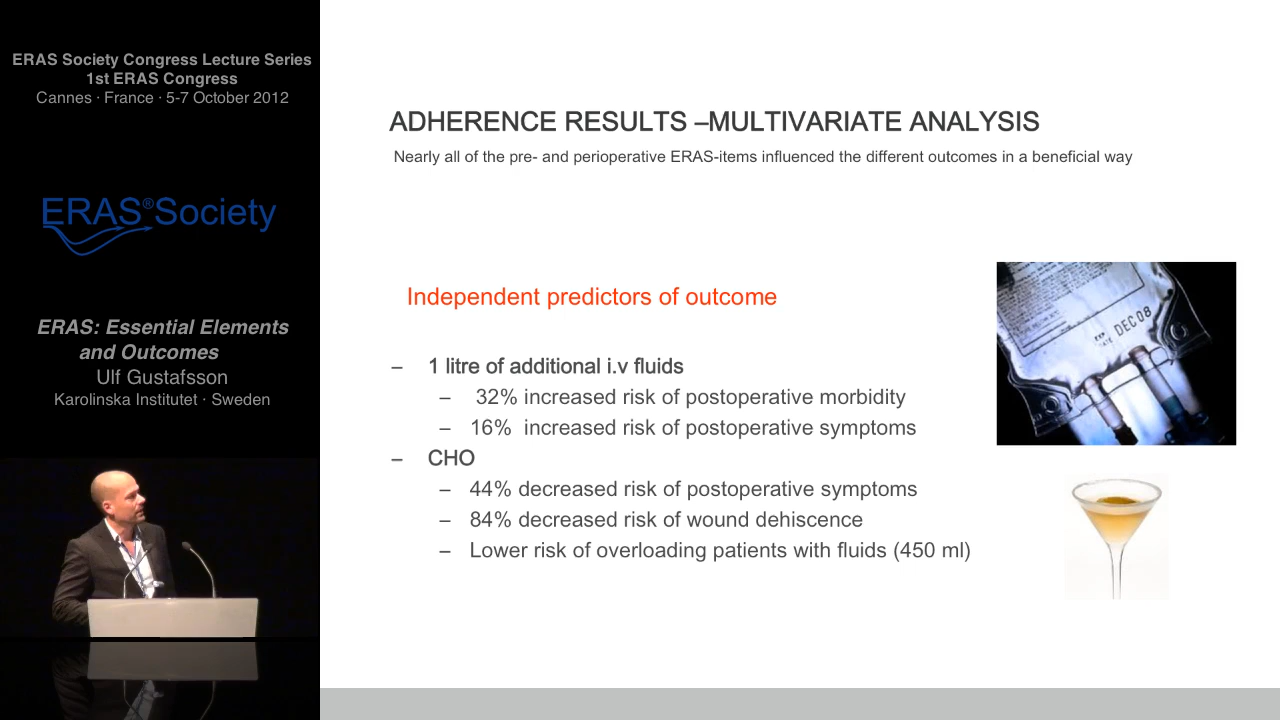 ERAS Society Congress Lecture Series
1st ERAS Congress
Cannes · France · 5-7 October 2012
ERAS®Society
ERAS: Essential Elements
and Outcomes
Ulf Gustafsson
Karolinska Institutet · Sweden
ADHERENCE RESULTS –MULTIVARIATE ANALYSIS
Nearly all of the pre- and perioperative ERAS-items influenced the different outcomes in a beneficial way
Independent predictors of outcome
– 1 litre of additional i.v fluids
– 32% increased risk of postoperative morbidity
– 16% increased risk of postoperative symptoms
– CHO
– 44% decreased risk of postoperative symptoms
– 84% decreased risk of wound dehiscence
– Lower risk of overloading patients with fluids (450 ml)
DEC 08